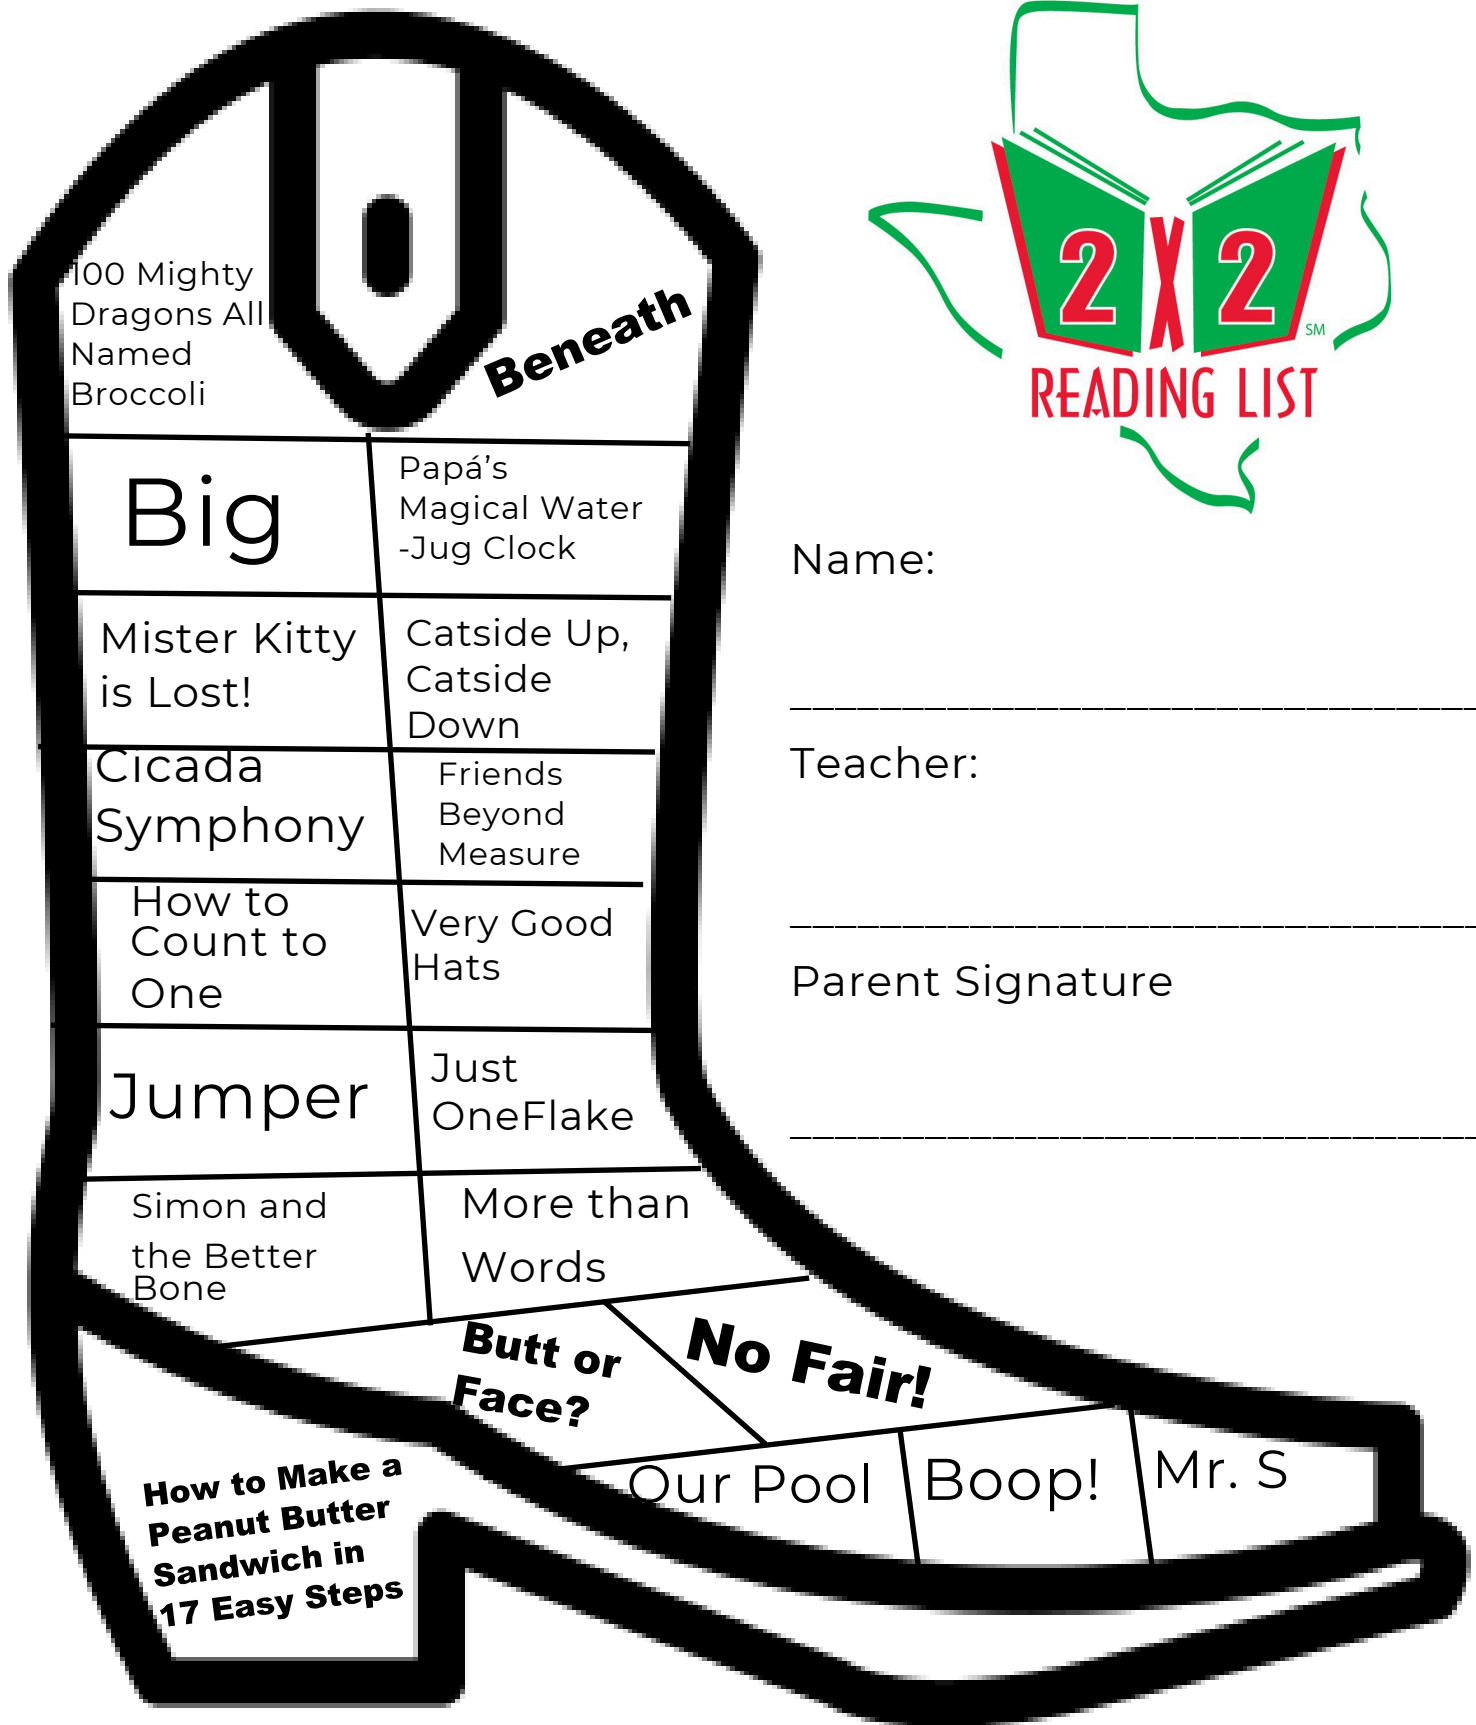 100 Mighty
Dragons All
Named
Broccoli
Beneath
Big
Papá's
Magical Water
-Jug Clock
Mister Kitty
is Lost!
Catside Up,
Catside
Down
Cicada
Symphony
Friends
Beyond
Measure
How to
Count to
One
Very Good
Hats
Jumper
Just
OneFlake
Simon and
the Better
Bone
More than
Words
Butt or
Face?
No Fair!
How to Make a
Peanut Butter
Sandwich in
17 Easy Steps
Our Pool
Boop!
Mr. S
2X2
SM
READING LIST
Name:
Teacher:
Parent Signature